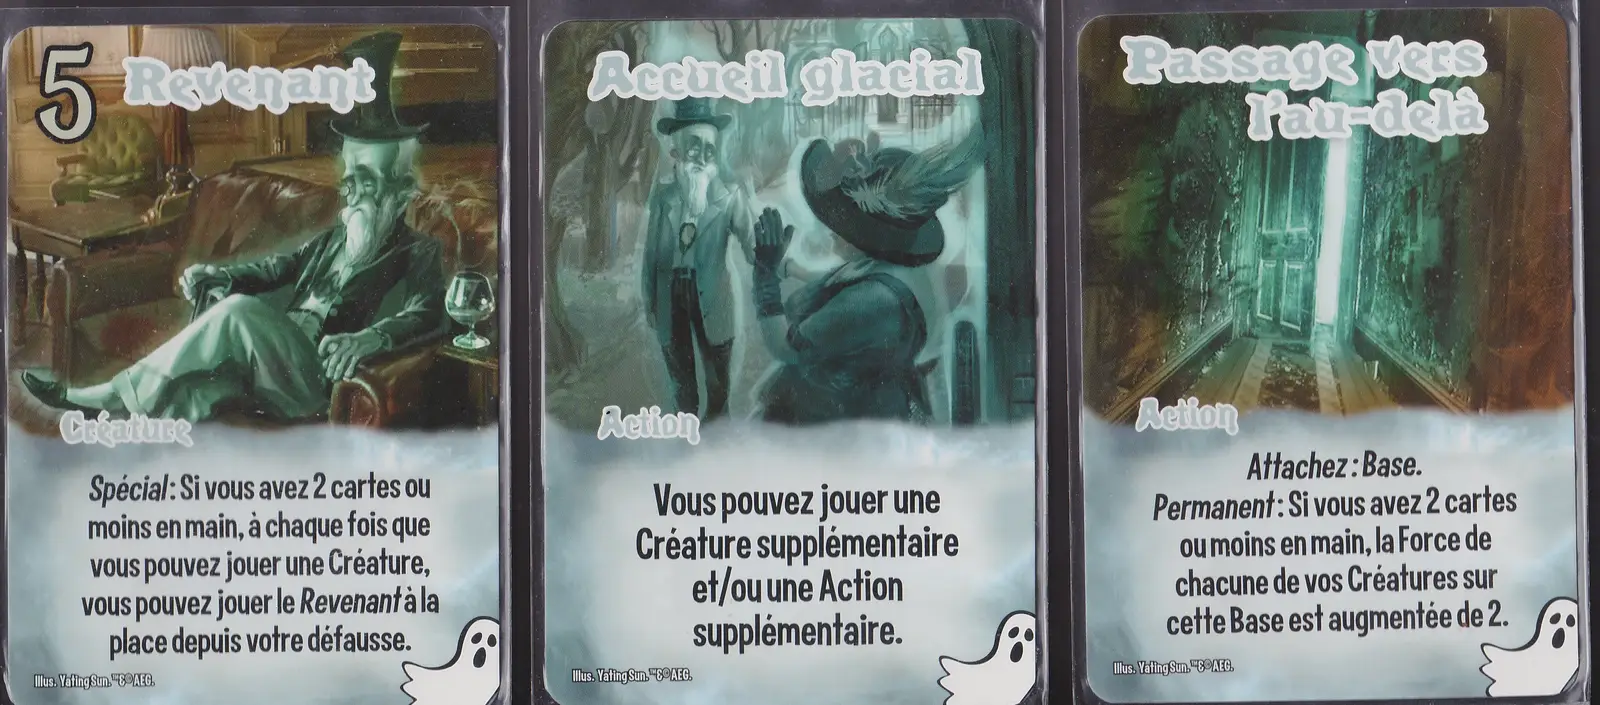 5
Revenant
Créature
Spécial : Si vous avez 2 cartes ou
moins en main, à chaque fois que
vous pouvez jouer une Créature,
vous pouvez jouer le Revenant à la
place depuis votre défausse.
Illus. Yating Sun.™&©AEG.
Accueil glacial
Action
Vous pouvez jouer une
Créature supplémentaire
et/ou une Action
supplémentaire.
Illus. Yating Sun.™&©AEG.
Passage vers
l'au-delà
Action
Attachez : Base.
Permanent : Si vous avez 2 cartes
ou moins en main, la Force de
chacune de vos Créatures sur
cette Base est augmentée de 2.
Illus. Yating Sun.™&©AEG.